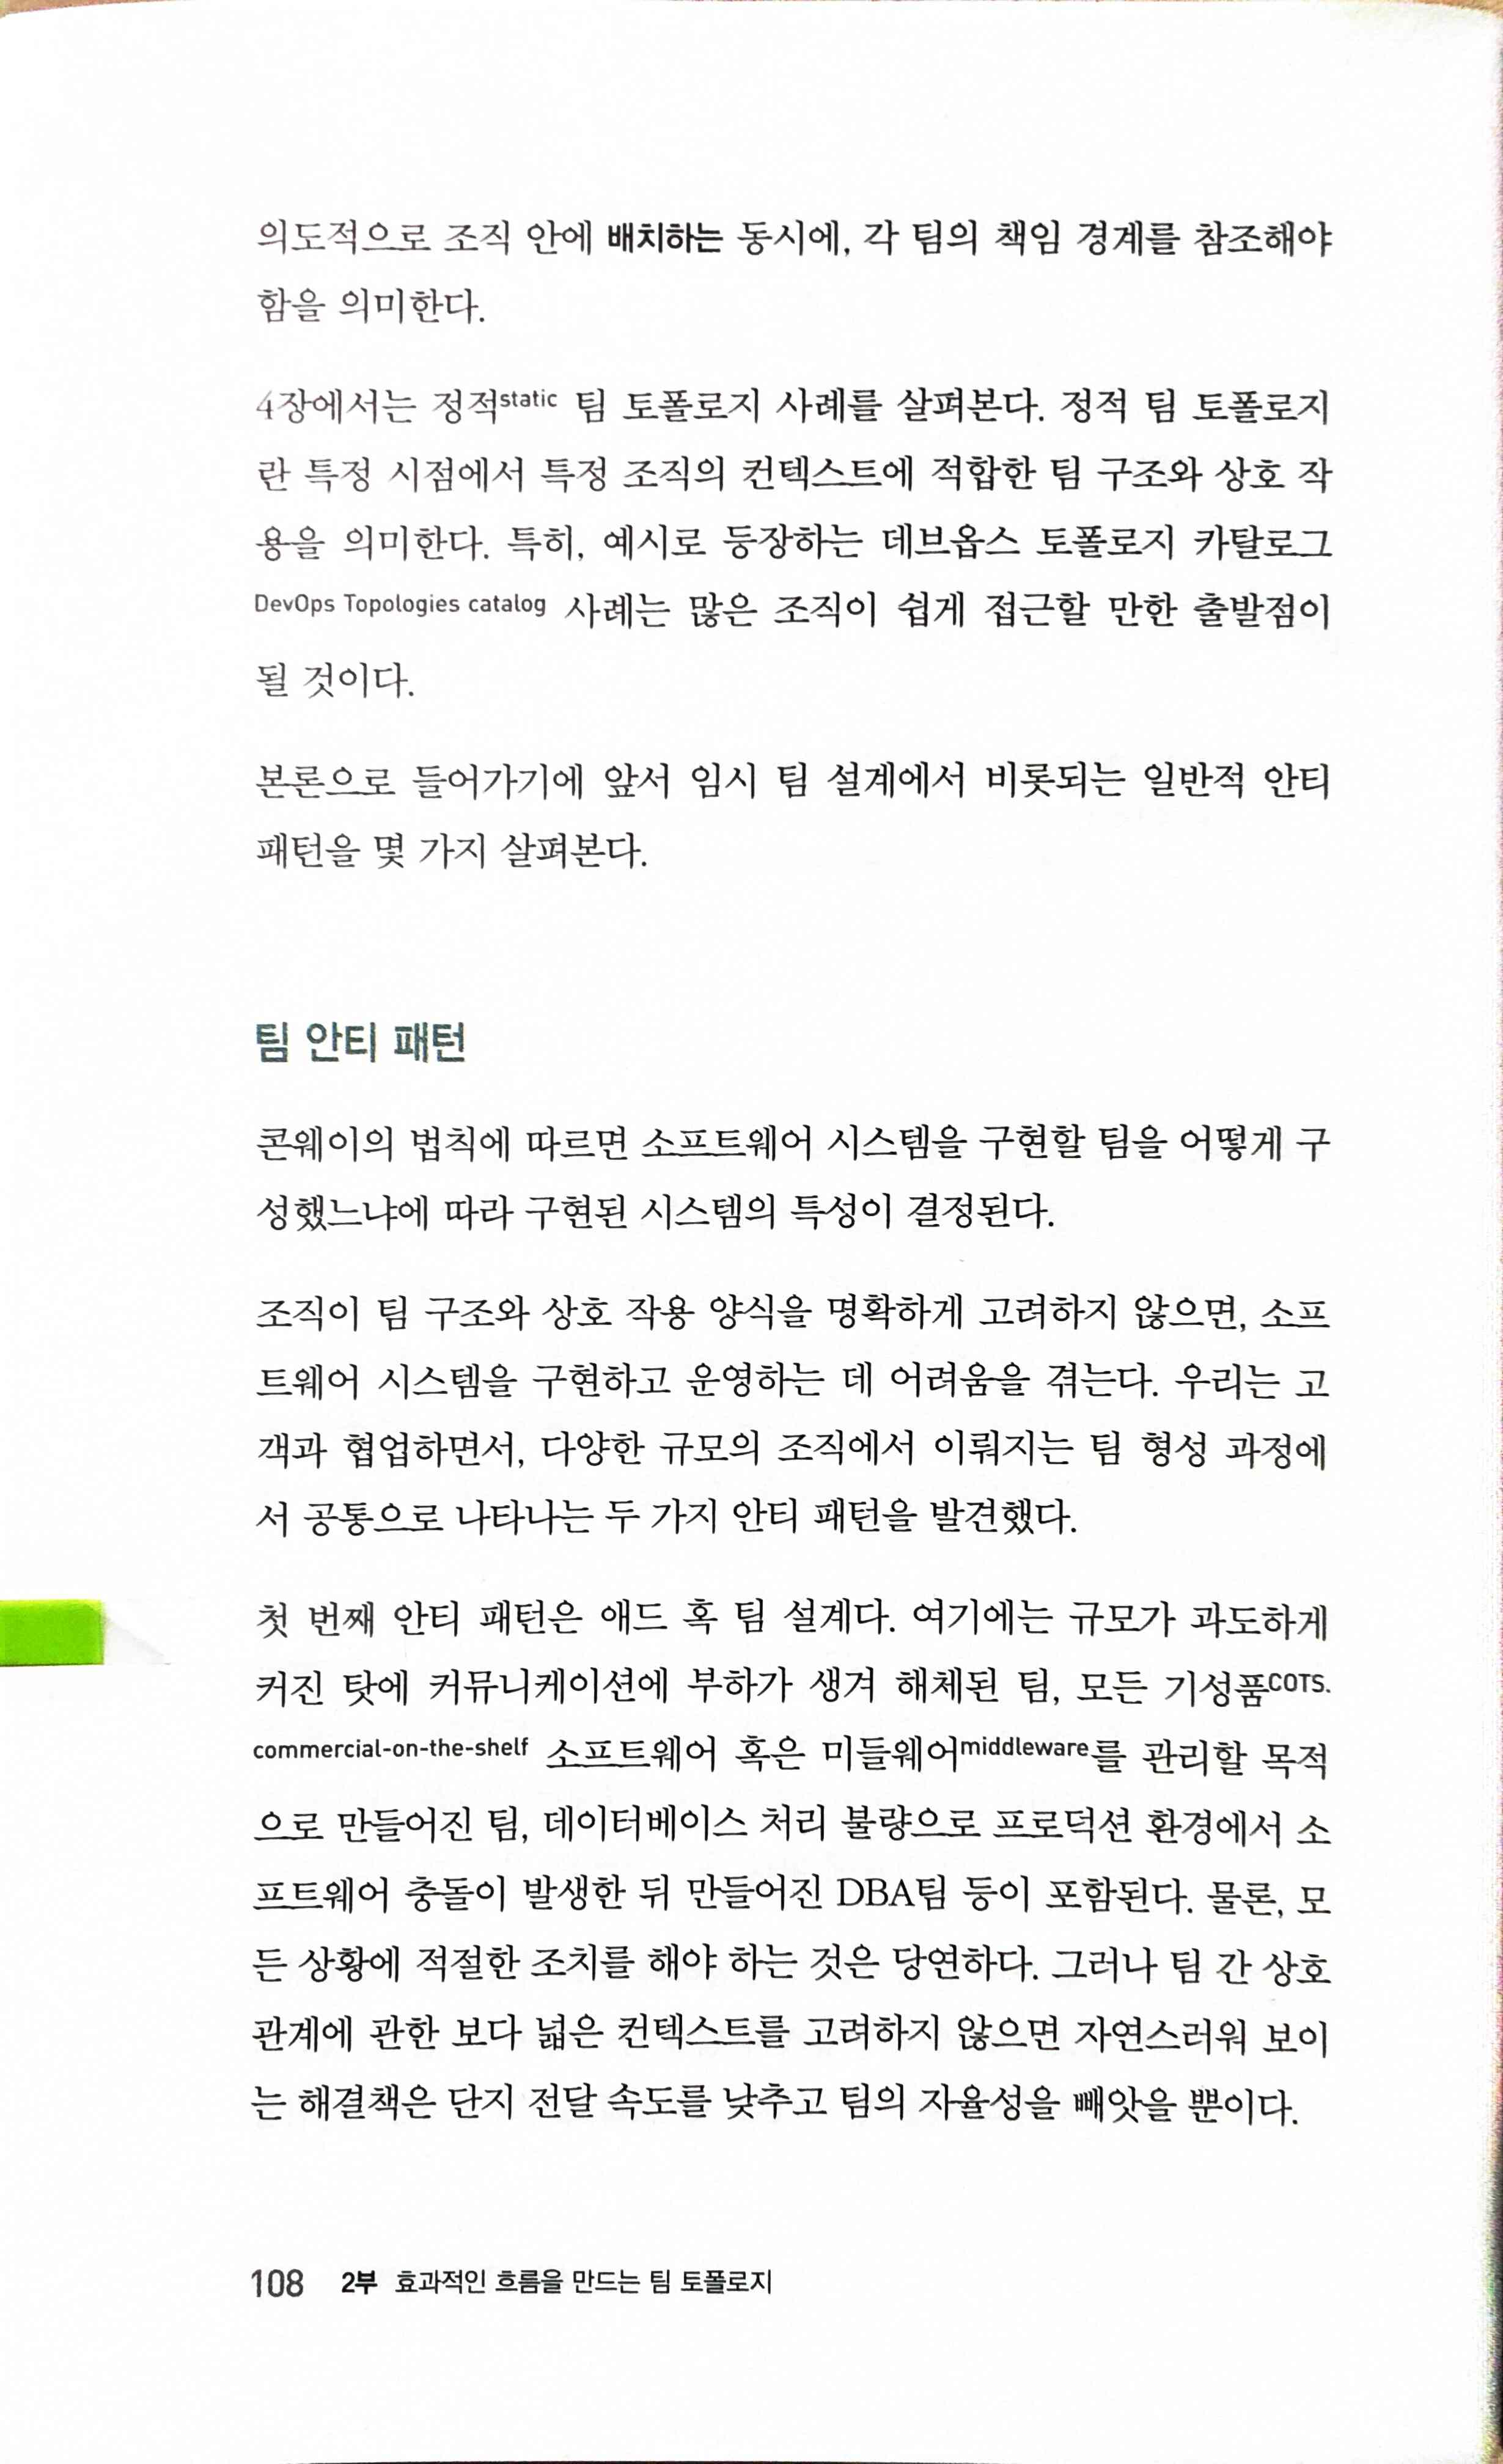 의도적으로 조직 안에 배치하는 동시에, 각 팀의 책임 경계를 참조해야
함을 의미한다.
4장에서는 정적static 팀 토폴로지 사례를 살펴본다. 정적 팀 토폴로지
란 특정 시점에서 특정 조직의 컨텍스트에 적합한 팀 구조와 상호 작
용을 의미한다. 특히, 예시로 등장하는 데브옵스 토폴로지 카탈로그
DevOps Topologies catalog 사례는 많은 조직이 쉽게 접근할 만한 출발점이
될 것이다.
본론으로 들어가기에 앞서 임시 팀 설계에서 비롯되는 일반적 안티
패턴을 몇 가지 살펴본다.
팀 안티 패턴
콘웨이의 법칙에 따르면 소프트웨어 시스템을 구현할 팀을 어떻게 구
성했느냐에 따라 구현된 시스템의 특성이 결정된다.
조직이 팀 구조와 상호 작용 양식을 명확하게 고려하지 않으면, 소프
트웨어 시스템을 구현하고 운영하는 데 어려움을 겪는다. 우리는 고
객과 협업하면서, 다양한 규모의 조직에서 이뤄지는 팀 형성 과정에
서 공통으로 나타나는 두 가지 안티 패턴을 발견했다.
첫 번째 안티 패턴은 애드 혹 팀 설계다. 여기에는 규모가 과도하게
커진 탓에 커뮤니케이션에 부하가 생겨 해체된 팀, 모든 기성품COTS.
commercial-on-the-shelf 소프트웨어 혹은 미들웨어middleware를 관리할 목적
으로 만들어진 팀, 데이터베이스 처리 불량으로 프로덕션 환경에서 소
프트웨어 충돌이 발생한 뒤 만들어진 DBA팀 등이 포함된다. 물론, 모
든 상황에 적절한 조치를 해야 하는 것은 당연하다. 그러나 팀 간 상호
관계에 관한 보다 넓은 컨텍스트를 고려하지 않으면 자연스러워 보이
는 해결책은 단지 전달 속도를 낮추고 팀의 자율성을 빼앗을 뿐이다.
108 2부 효과적인 흐름을 만드는 팀 토폴로지